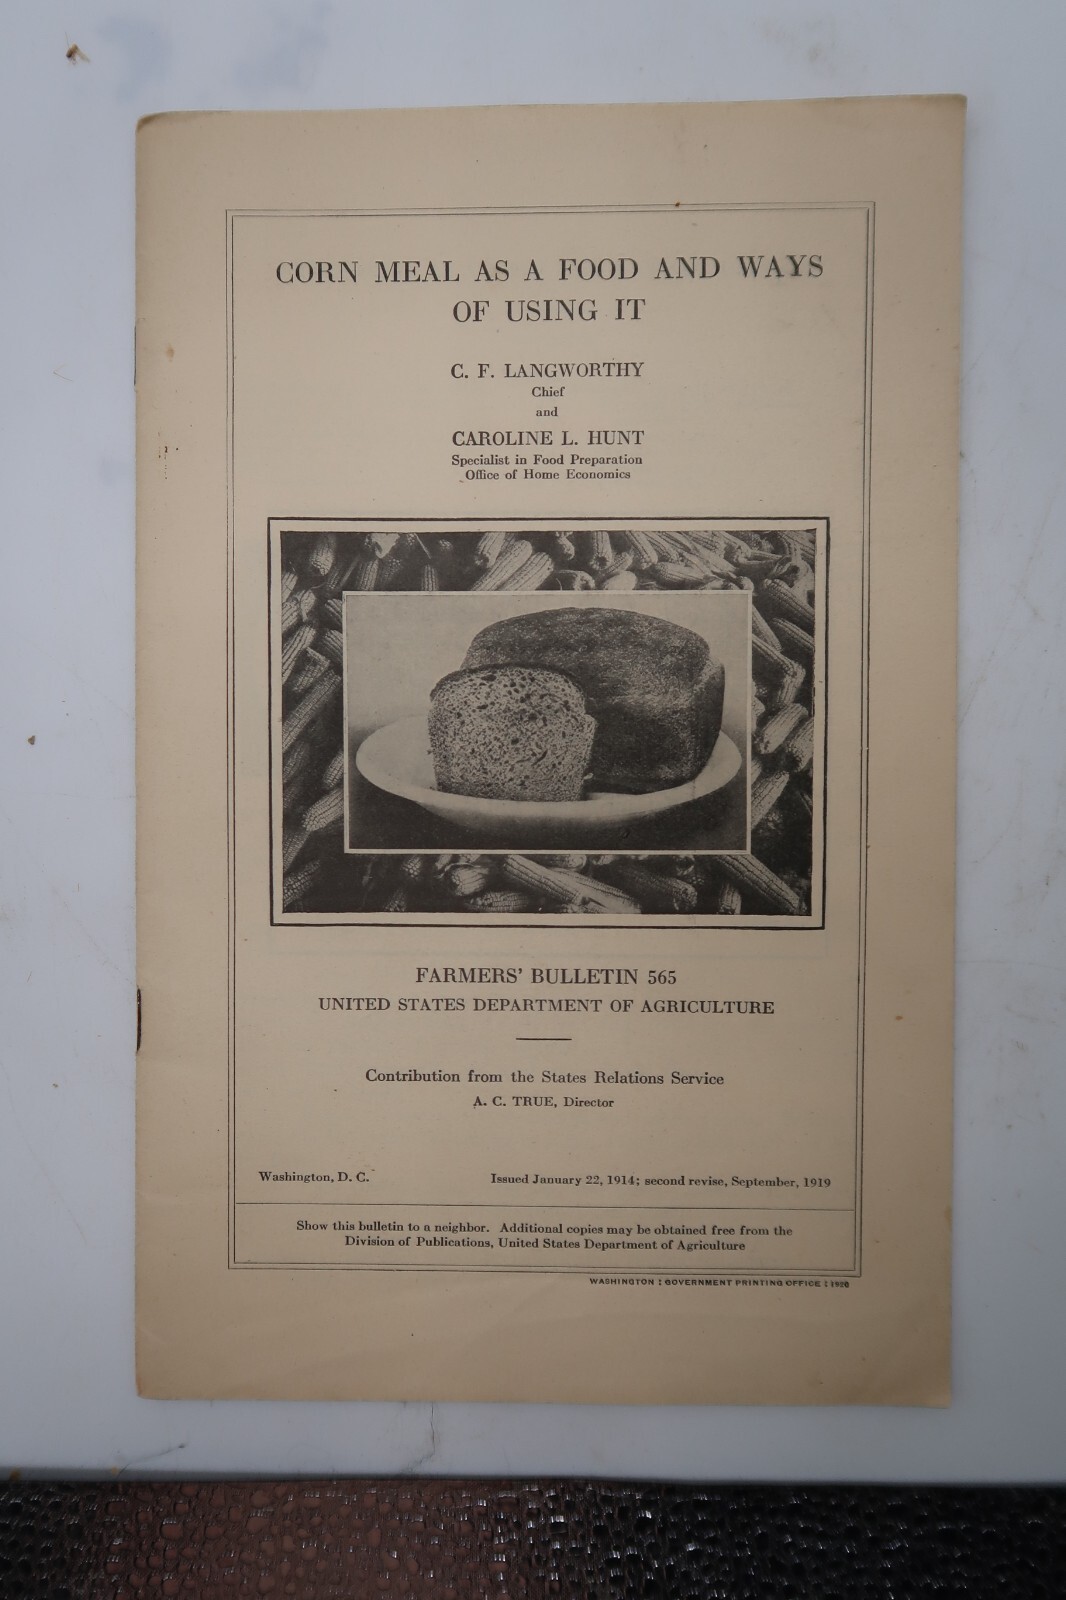 CORN MEAL AS A FOOD AND WAYS
OF USING IT
C. F. LANGWORTHY
Chief
and
CAROLINE L. HUNT
Specialist in Food Preparation
Office of Home Economics
FARMERS' BULLETIN 565
UNITED STATES DEPARTMENT OF AGRICULTURE
Contribution from the States Relations Service
A. C. TRUE, Director
Washington, D. C. Issued January 22, 1914; second revise, September, 1919
Show this bulletin to a neighbor. Additional copies may be obtained free from the
Division of Publications, United States Department of Agriculture
WASHINGTON : GOVERNMENT PRINTING OFFICE : 1920